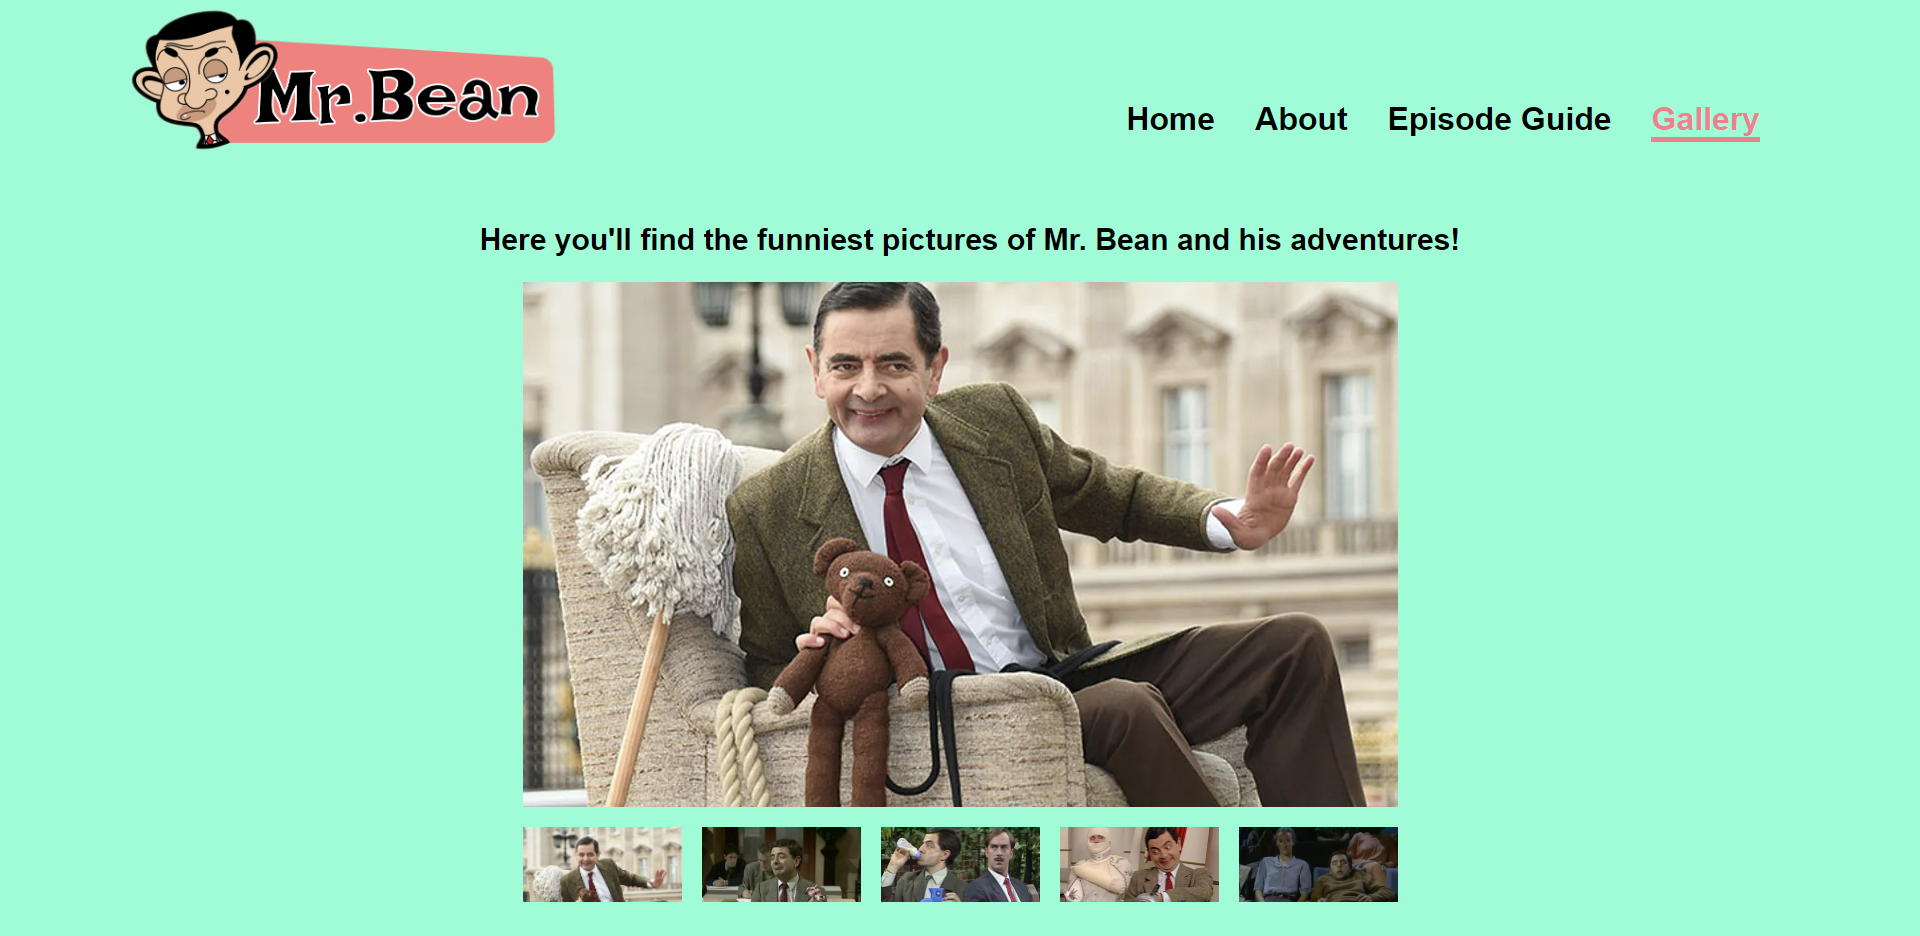 Mr.Bean
Home About Episode Guide Gallery
Here you'll find the funniest pictures of Mr. Bean and his adventures!